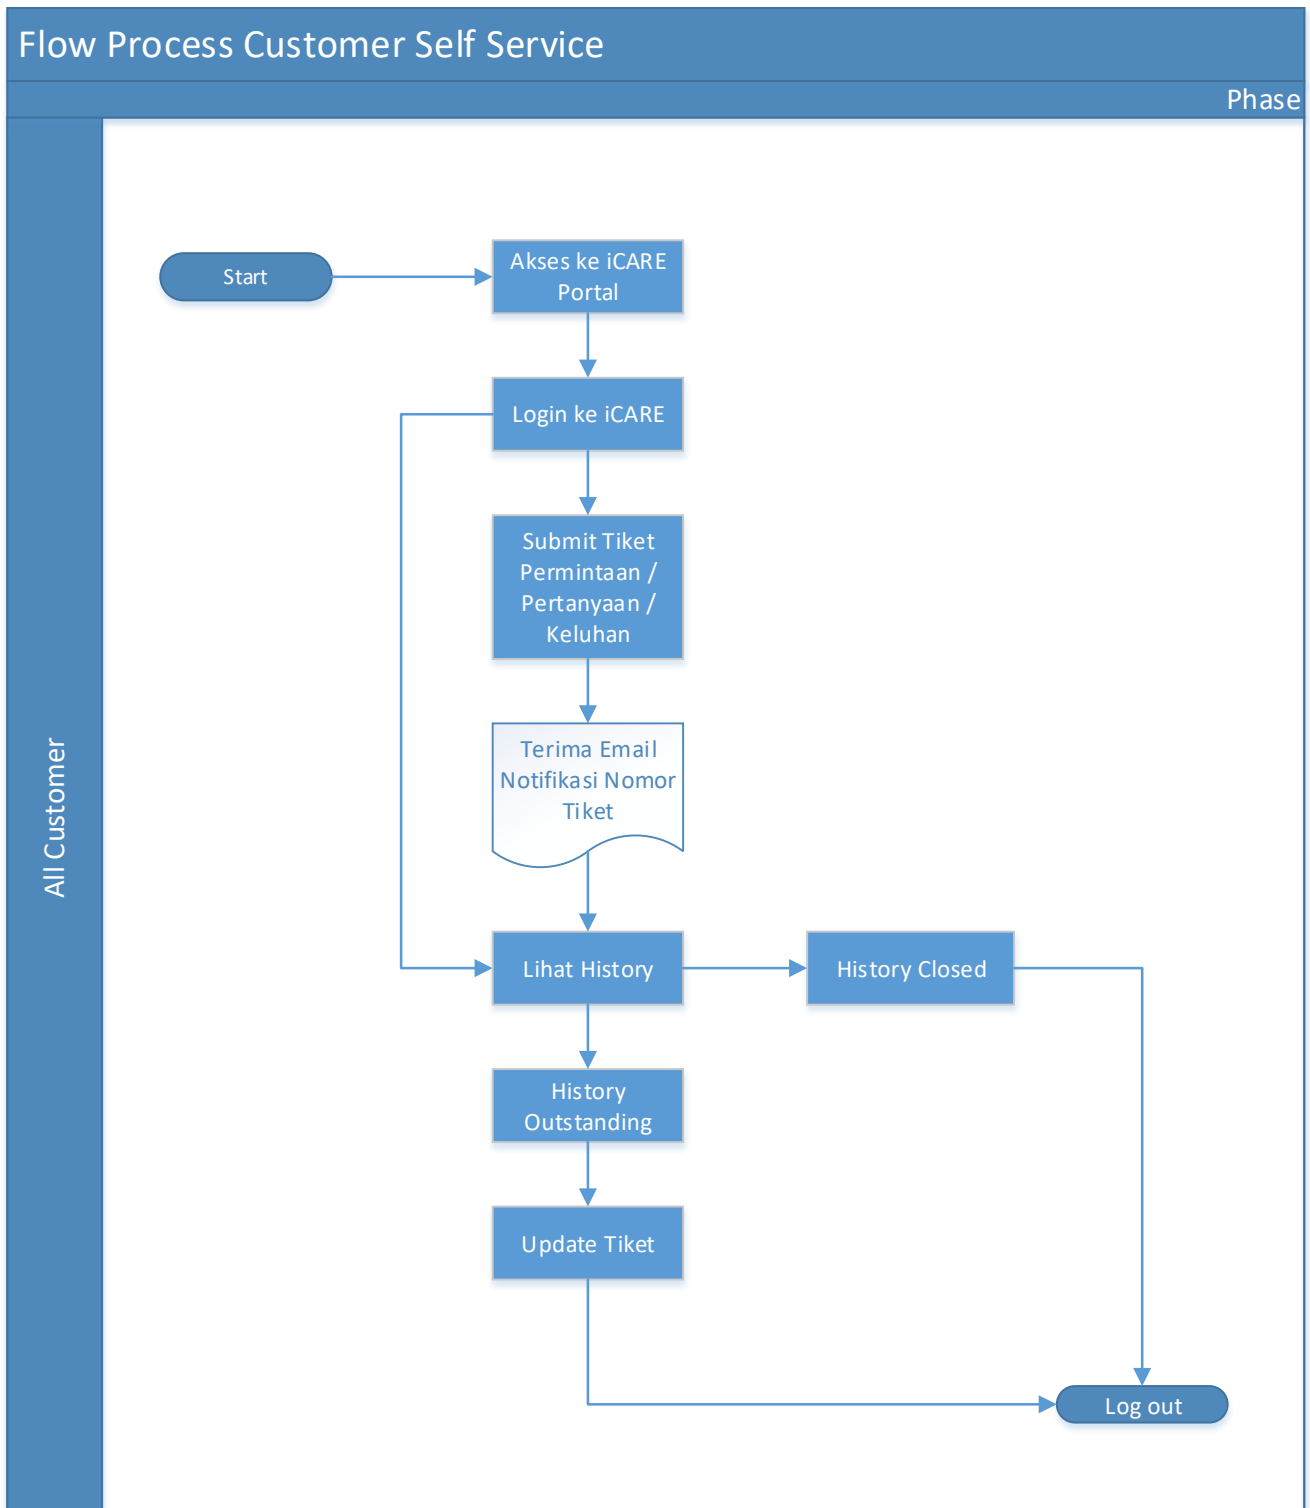 Flow Process Customer Self Service
Phase
All Customer
Start
Akses ke iCARE
Portal
Login ke iCARE
Submit Tiket
Permintaan /
Pertanyaan /
Keluhan
Terima Email
Notifikasi Nomor
Tiket
Lihat History
History Closed
History
Outstanding
Update Tiket
Log out